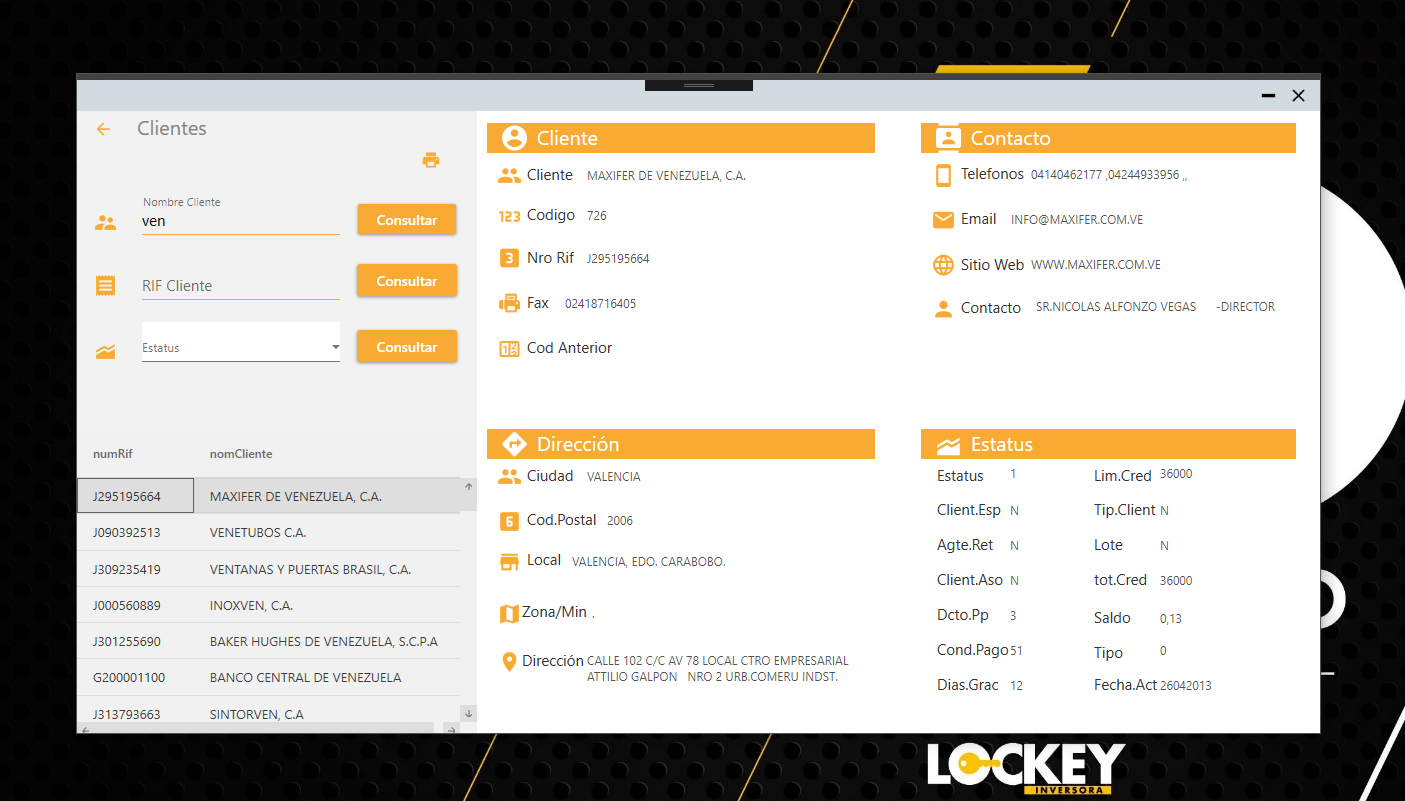 Clientes
Nombre Cliente
ven
Consultar
RIF Cliente
Consultar
Estatus
Consultar
numRif nomCliente
J295195664 MAXIFER DE VENEZUELA, C.A.
J090392513 VENETUBOS C.A.
J309235419 VENTANAS Y PUERTAS BRASIL, C.A.
J000560889 INOXVEN, C.A.
J301255690 BAKER HUGHES DE VENEZUELA, S.C.P.A
G200001100 BANCO CENTRAL DE VENEZUELA
J313793663 SINTORVEN, C.A
Cliente
Cliente MAXIFER DE VENEZUELA, C.A.
123 Codigo 726
3 Nro Rif J295195664
Fax 02418716405
Cod Anterior
Contacto
Telefonos 04140462177 ,04244933956 ,,
Email INFO@MAXIFER.COM.VE
Sitio Web WWW.MAXIFER.COM.VE
Contacto SR.NICOLAS ALFONZO VEGAS -DIRECTOR
Dirección
Ciudad VALENCIA
6 Cod.Postal 2006
Local VALENCIA, EDO. CARABOBO.
Zona/Min .
Dirección CALLE 102 C/C AV 78 LOCAL CTRO EMPRESARIAL
ATTILIO GALPON NRO 2 URB.COMERU INDST.
Estatus
Estatus 1 Lim.Cred 36000
Client.Esp N Tip.Client N
Agte.Ret N Lote N
Client.Aso N tot.Cred 36000
Dcto.Pp 3 Saldo 0,13
Cond.Pago 51 Tipo 0
Dias.Grac 12 Fecha.Act 26042013
LOCKEY
INVERSORA